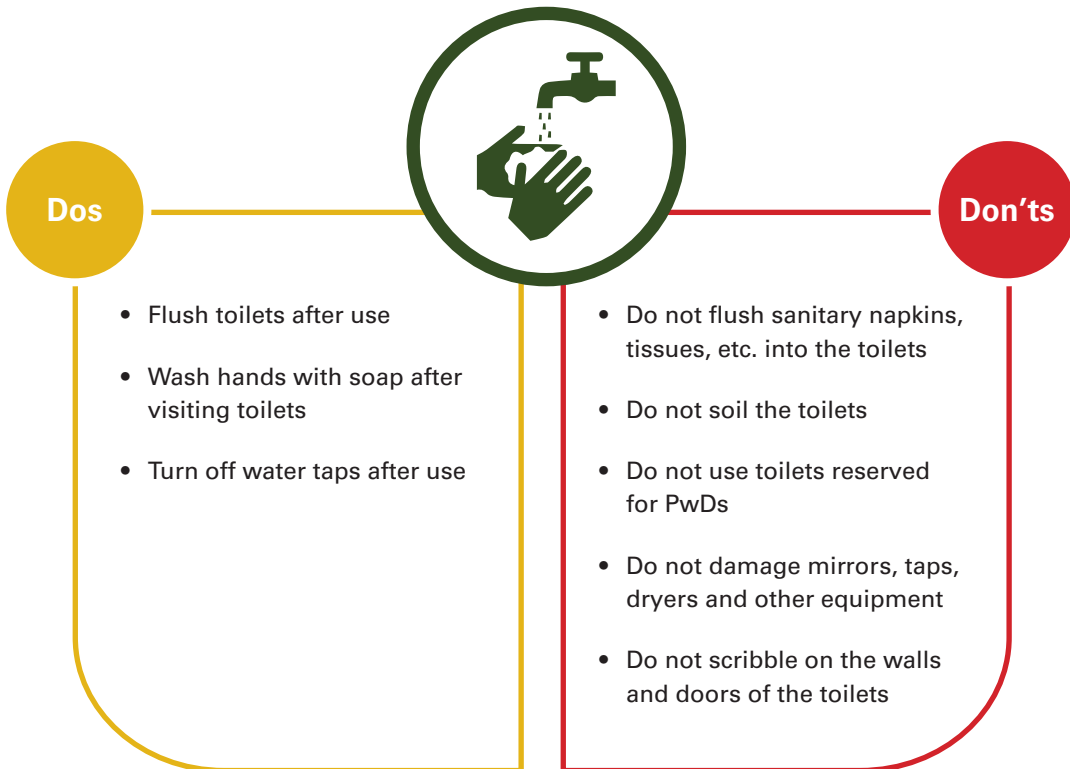 Dos
• Flush toilets after use
• Wash hands with soap after
visiting toilets
• Turn off water taps after use
Don’ts
• Do not flush sanitary napkins,
tissues, etc. into the toilets
• Do not soil the toilets
• Do not use toilets reserved
for PwDs
• Do not damage mirrors, taps,
dryers and other equipment
• Do not scribble on the walls
and doors of the toilets